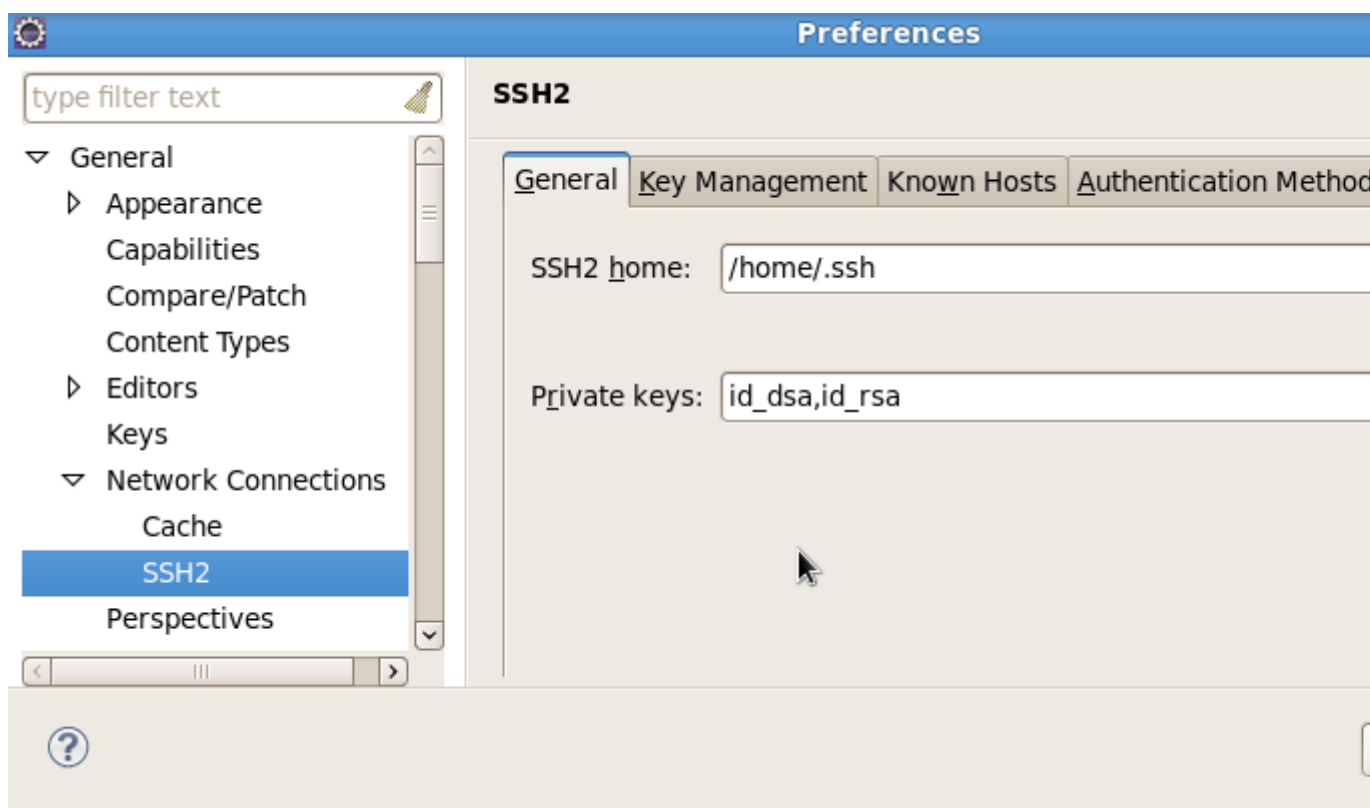 Preferences
type filter text
SSH2
General
Appearance
Capabilities
Compare/Patch
Content Types
Editors
Keys
Network Connections
Cache
SSH2
Perspectives
General Key Management Known Hosts Authentication Method
SSH2 home: /home/.ssh
Private keys: id_dsa,id_rsa
?